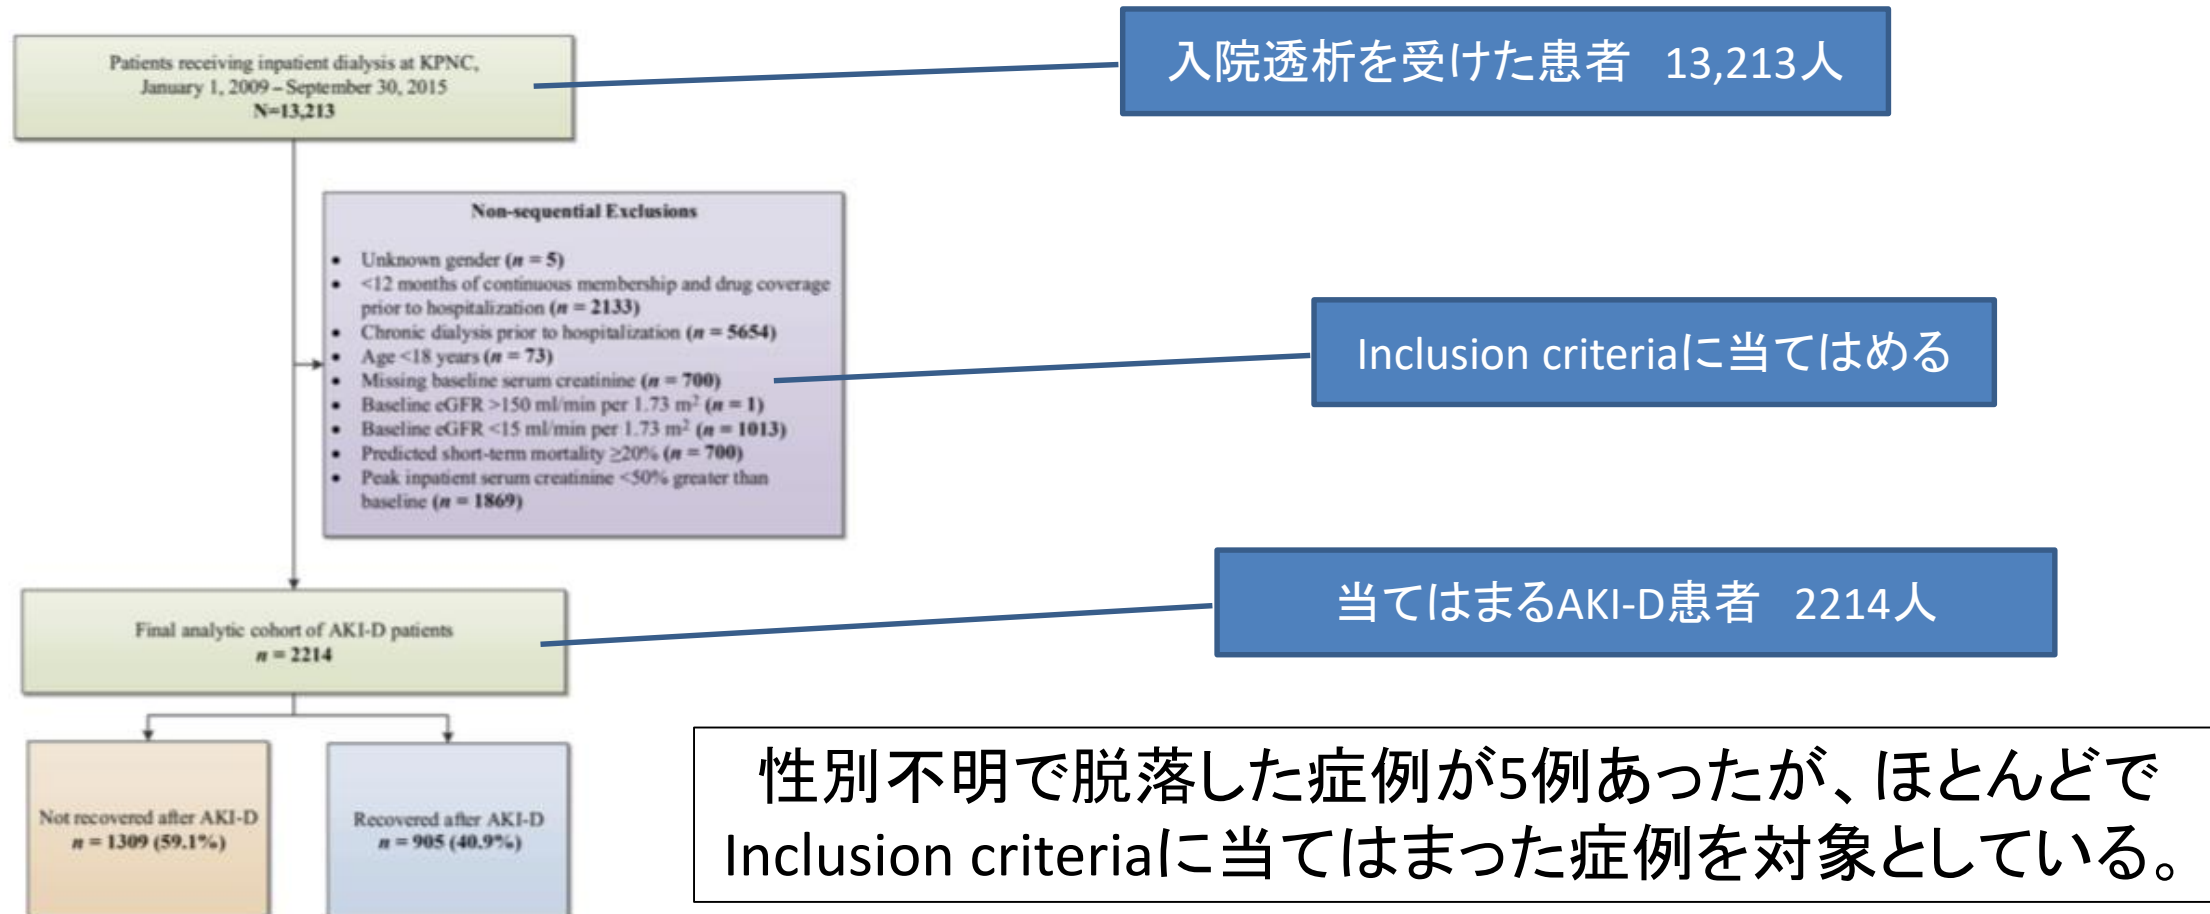 Patients receiving inpatient dialysis at KPNC,
January 1, 2009 – September 30, 2015
N=13,213
入院透析を受けた患者 13,213人
Non-sequential Exclusions
• Unknown gender (n = 5)
• <12 months of continuous membership and drug coverage
prior to hospitalization (n = 2133)
• Chronic dialysis prior to hospitalization (n = 5654)
• Age <18 years (n = 73)
• Missing baseline serum creatinine (n = 700)
• Baseline eGFR >150 ml/min per 1.73 m² (n = 1)
• Baseline eGFR <15 ml/min per 1.73 m² (n = 1013)
• Predicted short-term mortality ≥20% (n = 700)
• Peak inpatient serum creatinine <50% greater than
baseline (n = 1869)
Inclusion criteriaに当てはめる
Final analytic cohort of AKI-D patients
n = 2214
当てはまるAKI-D患者 2214人
Not recovered after AKI-D
n = 1309 (59.1%)
Recovered after AKI-D
n = 905 (40.9%)
性別不明で脱落した症例が5例あったが、ほとんどで
Inclusion criteriaに当てはまった症例を対象としている。